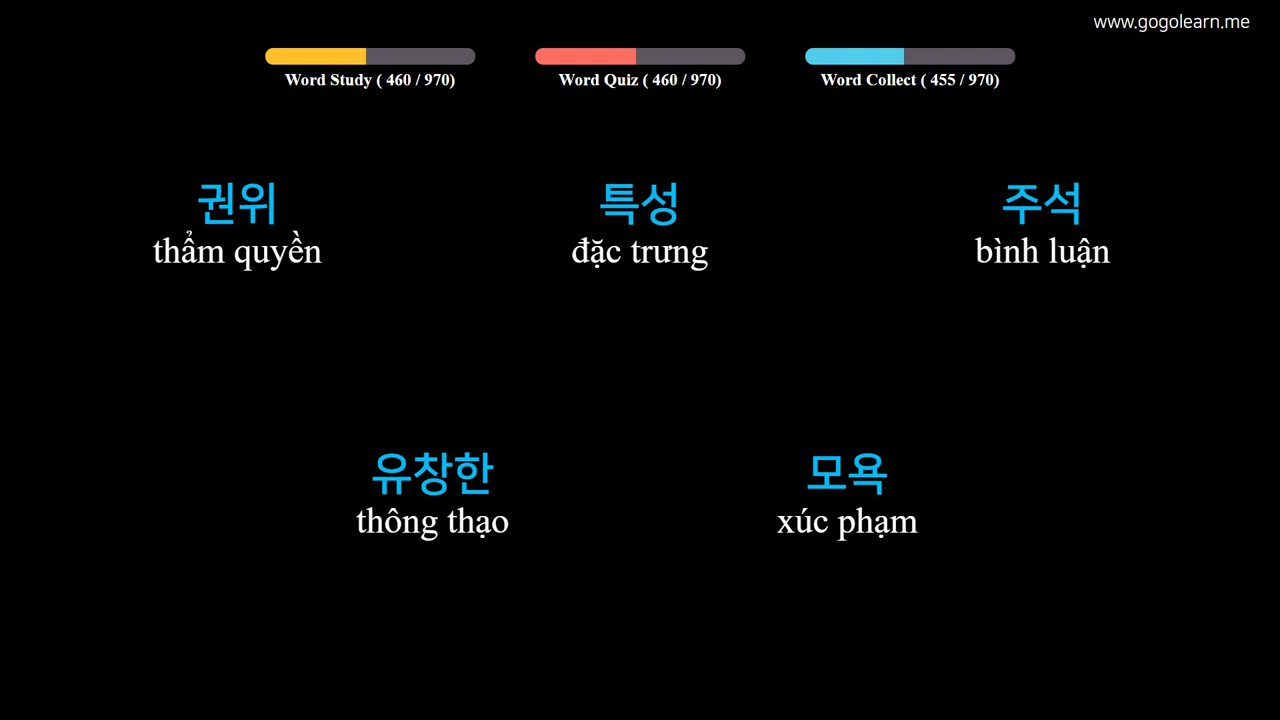 www.gogolearn.me
Word Study ( 460 / 970)
Word Quiz ( 460 / 970)
Word Collect ( 455 / 970)
권위
thẩm quyền
특성
đặc trưng
주석
bình luận
유창한
thông thạo
모욕
xúc phạm